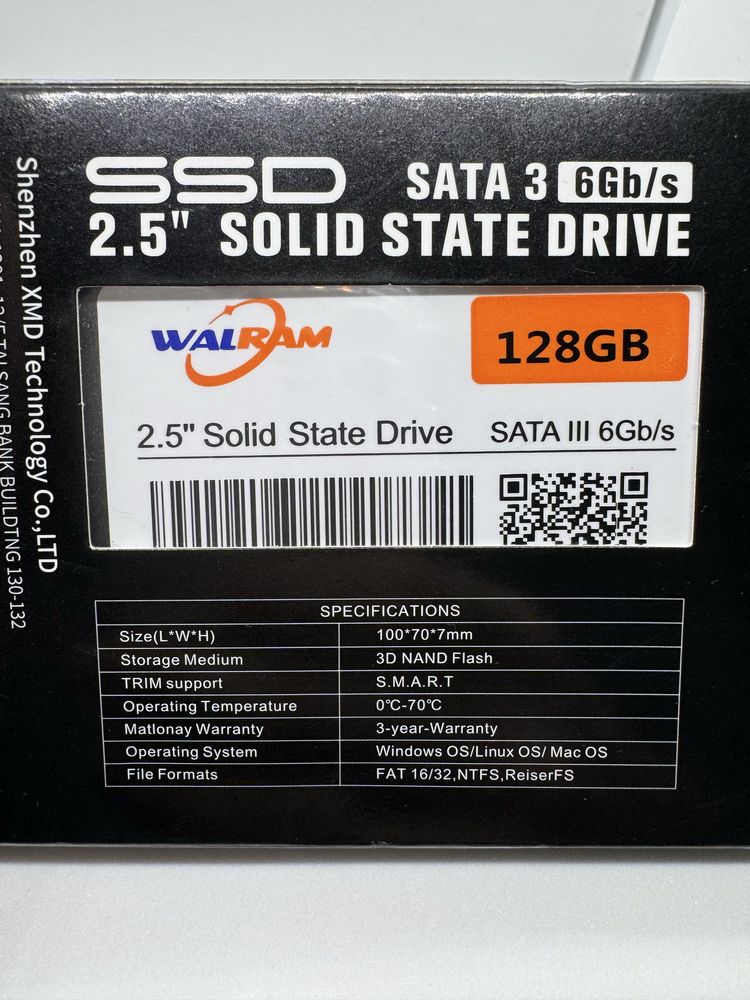 SSD SATA 3 6Gb/s
2.5" SOLID STATE DRIVE
WALRAM
128GB
2.5" Solid State Drive SATA III 6Gb/s
SPECIFICATIONS
Size(L*W*H) 100*70*7mm
Storage Medium 3D NAND Flash
TRIM support S.M.A.R.T
Operating Temperature 0℃-70℃
Matlonay Warranty 3-year-Warranty
Operating System Windows OS/Linux OS/ Mac OS
File Formats FAT 16/32,NTFS,ReiserFS
Shenzhen XMD Technology Co.,LTD
TAI SANG BANK BUILDTNG 130-132